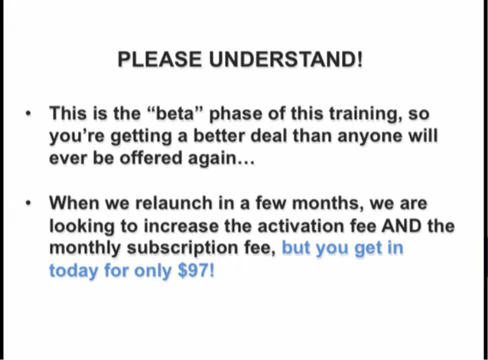 PLEASE UNDERSTAND!
• This is the “beta” phase of this training, so
you’re getting a better deal than anyone will
ever be offered again…
• When we relaunch in a few months, we are
looking to increase the activation fee AND the
monthly subscription fee, but you get in
today for only $97!